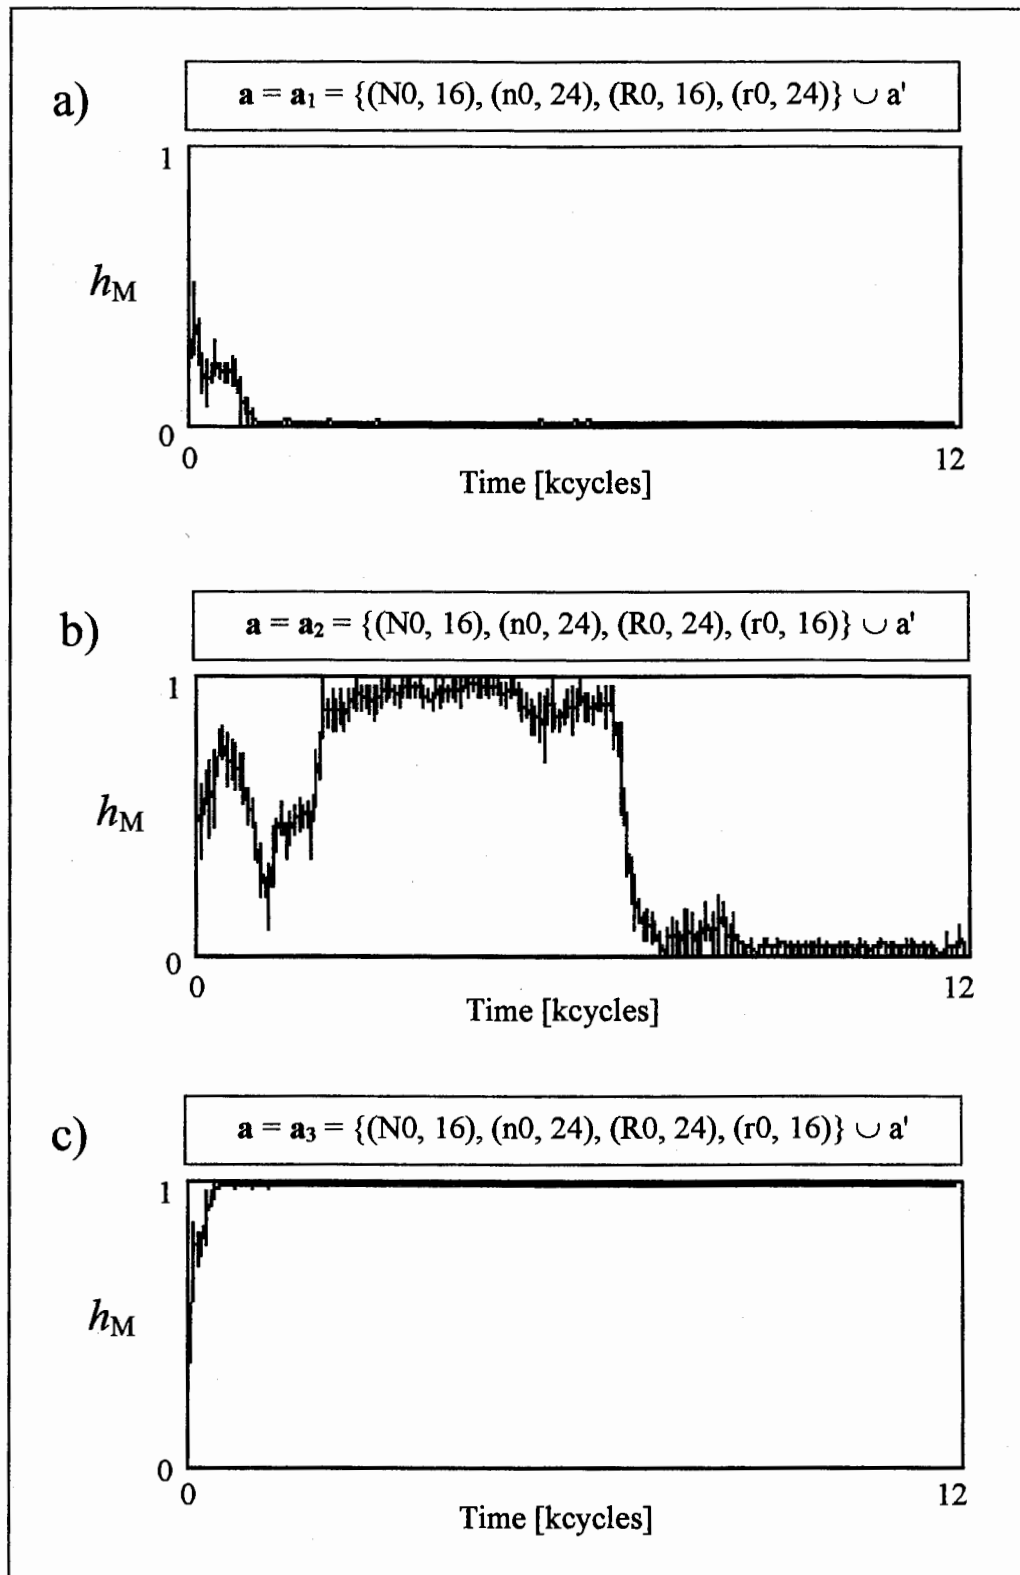 a)
a = a₁ = {(N0, 16), (n0, 24), (R0, 16), (r0, 24)} ∪ a'
1
hM
0
0 12
Time [kcycles]
b)
a = a₂ = {(N0, 16), (n0, 24), (R0, 24), (r0, 16)} ∪ a'
1
hM
0
0 12
Time [kcycles]
c)
a = a₃ = {(N0, 16), (n0, 24), (R0, 24), (r0, 16)} ∪ a'
1
hM
0
0 12
Time [kcycles]